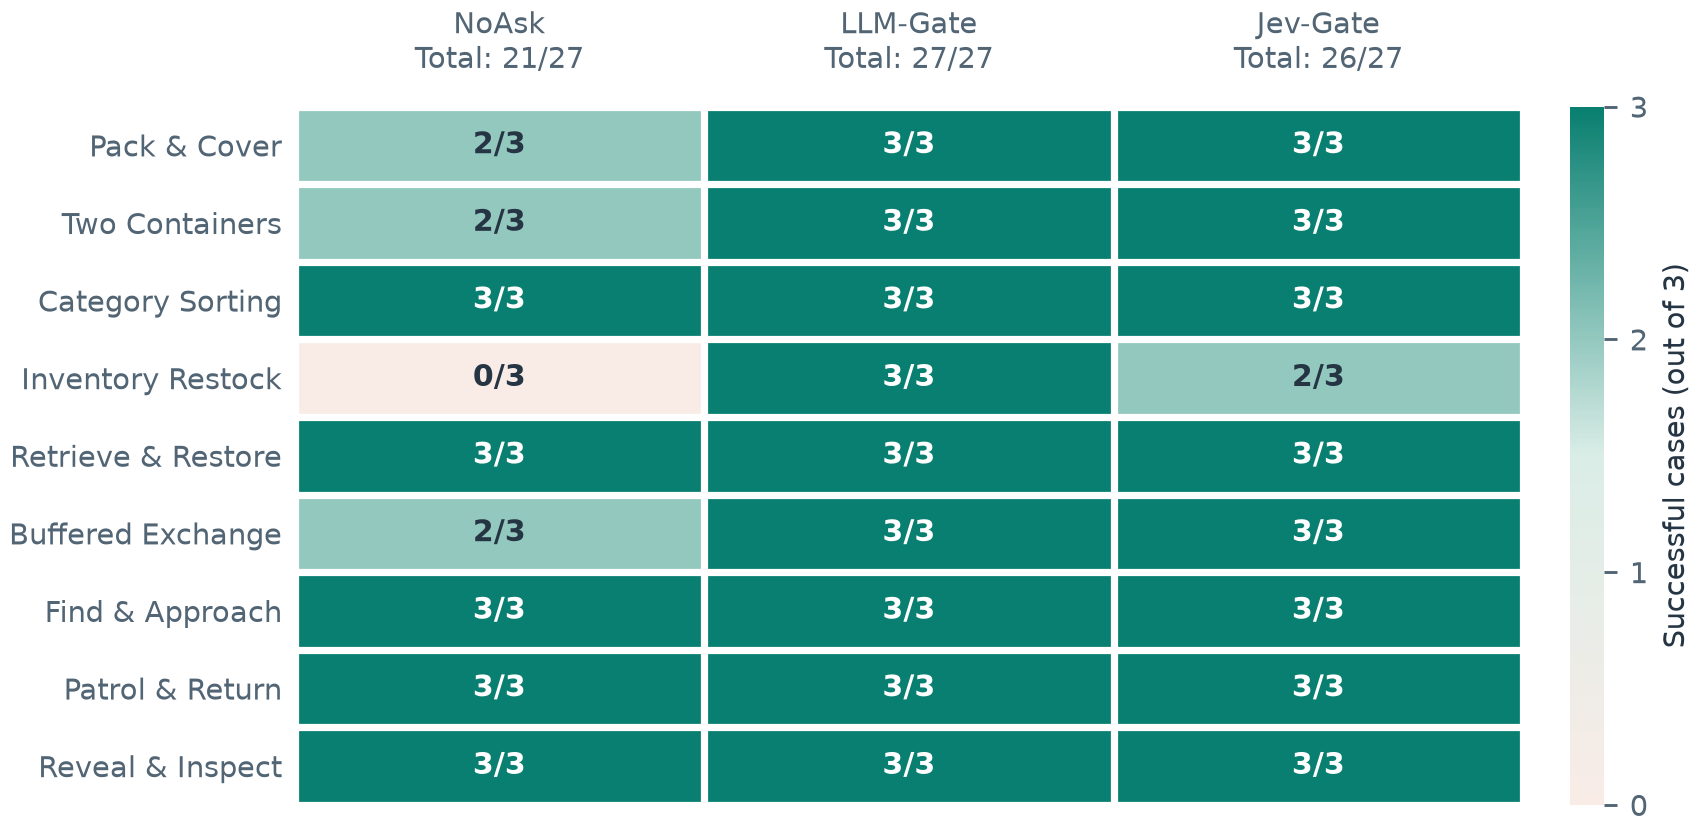 NoAsk
Total: 21/27
LLM-Gate
Total: 27/27
Jev-Gate
Total: 26/27
Pack & Cover 2/3 3/3 3/3
Two Containers 2/3 3/3 3/3
Category Sorting 3/3 3/3 3/3
Inventory Restock 0/3 3/3 2/3
Retrieve & Restore 3/3 3/3 3/3
Buffered Exchange 2/3 3/3 3/3
Find & Approach 3/3 3/3 3/3
Patrol & Return 3/3 3/3 3/3
Reveal & Inspect 3/3 3/3 3/3
3
2
1
0
Successful cases (out of 3)